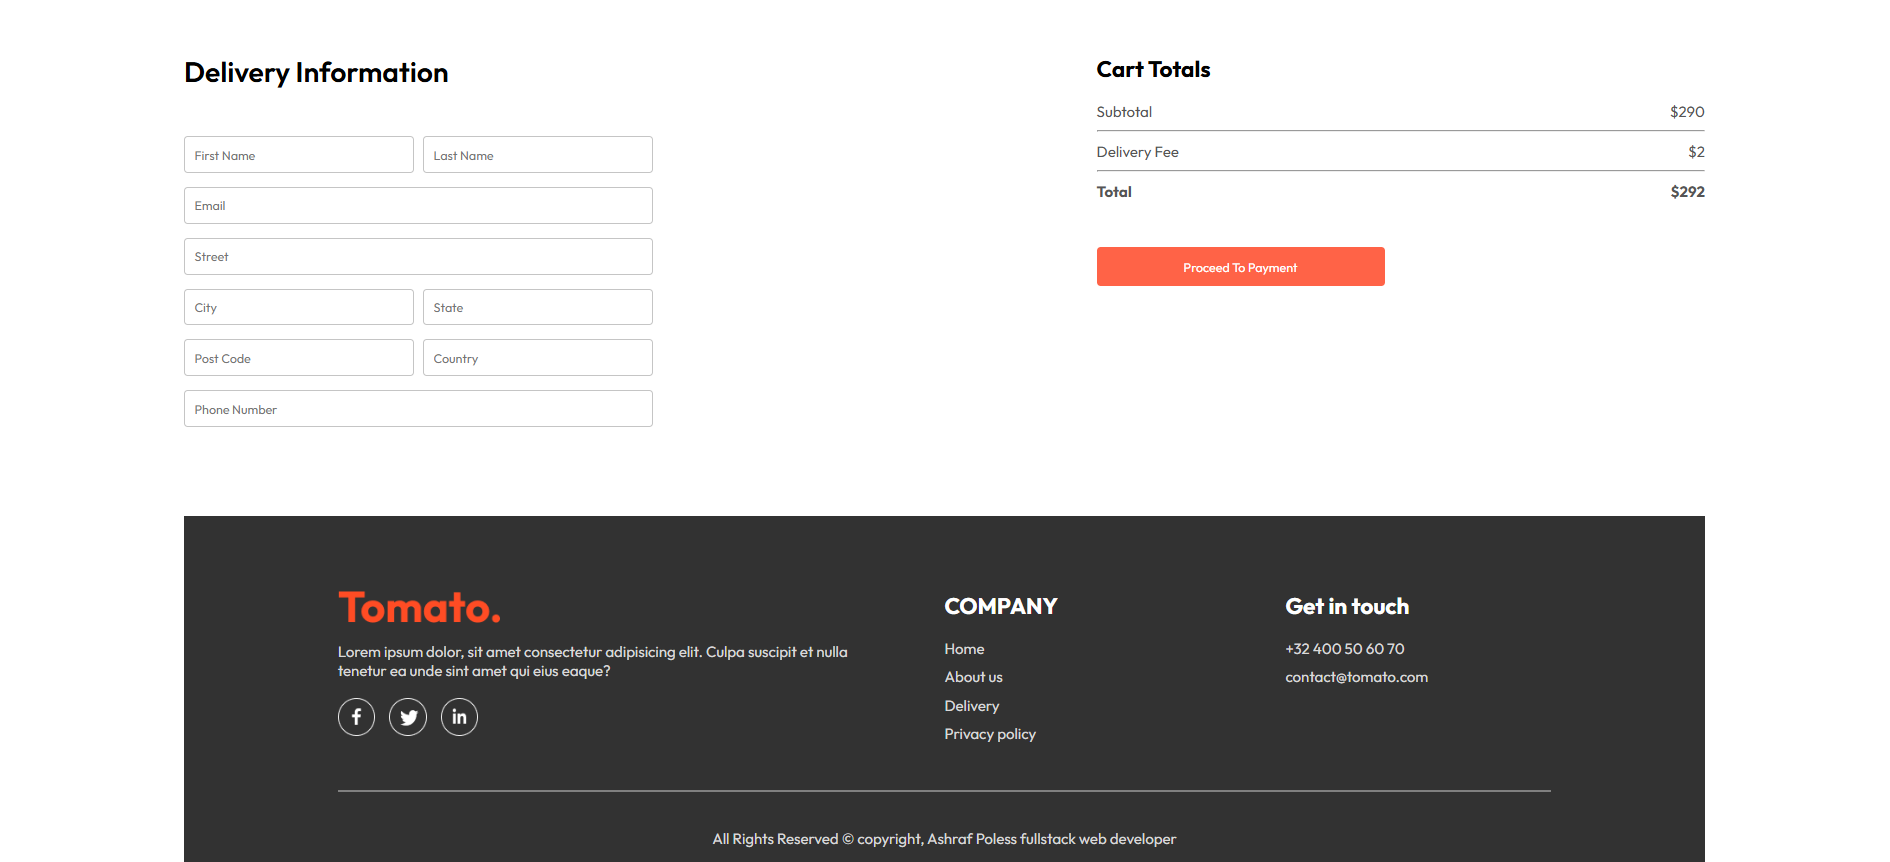 Delivery Information
First Name
Last Name
Email
Street
City
State
Post Code
Country
Phone Number
Cart Totals
Subtotal $290
Delivery Fee $2
Total $292
Proceed To Payment
Tomato.
Lorem ipsum dolor, sit amet consectetur adipisicing elit. Culpa suscipit et nulla
tenetur ea unde sint amet qui eius eaque?
f
in
COMPANY
Home
About us
Delivery
Privacy policy
Get in touch
+32 400 50 60 70
contact@tomato.com
All Rights Reserved © copyright, Ashraf Poless fullstack web developer